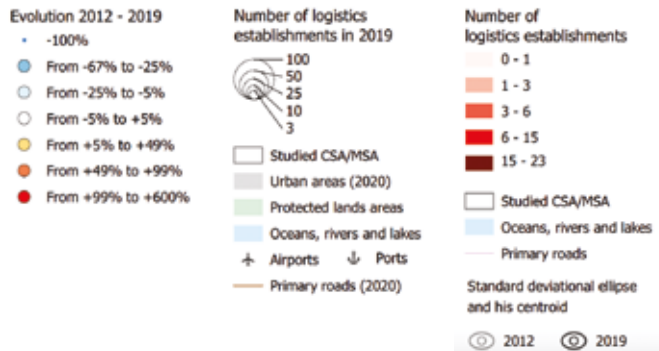 Evolution 2012 - 2019
-100%
From -67% to -25%
From -25% to -5%
From -5% to +5%
From +5% to +49%
From +49% to +99%
From +99% to +600%
Number of logistics
establishments in 2019
100
50
25
10
3
Studied CSA/MSA
Urban areas (2020)
Protected lands areas
Oceans, rivers and lakes
Airports Ports
Primary roads (2020)
Number of
logistics establishments
0 - 1
1 - 3
3 - 6
6 - 15
15 - 23
Studied CSA/MSA
Oceans, rivers and lakes
Primary roads
Standard deviational ellipse
and his centroid
2012 2019